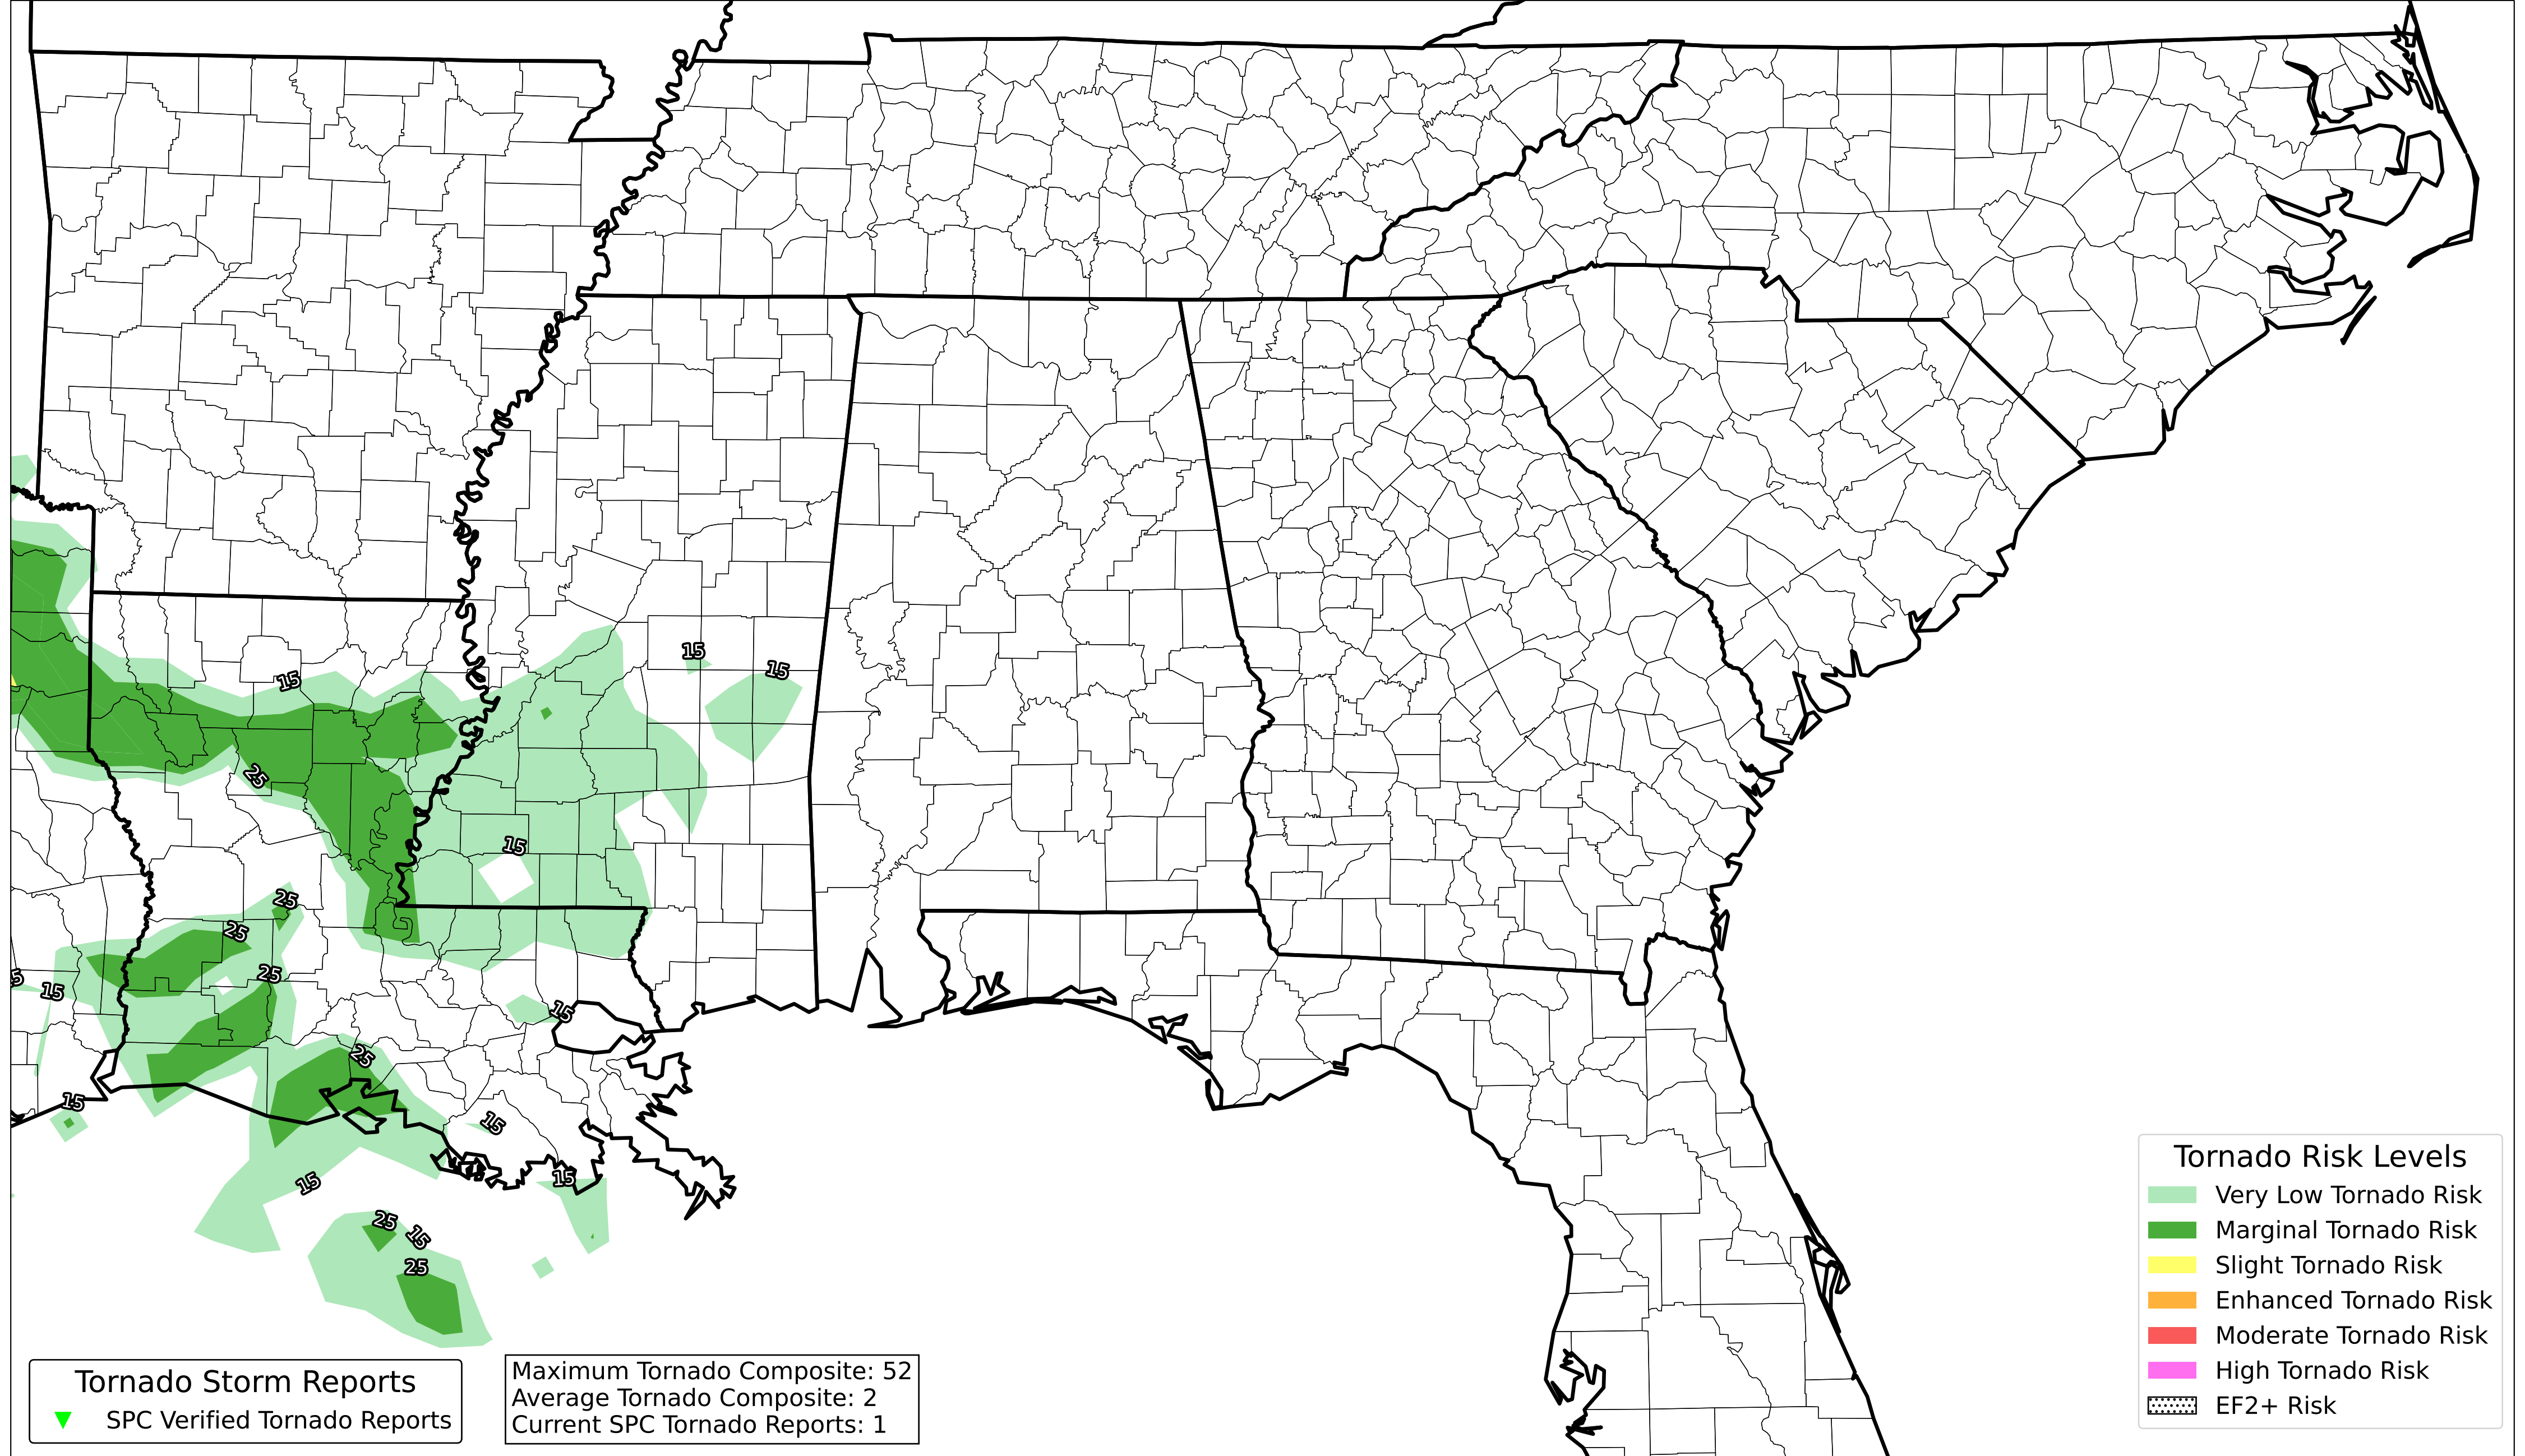 15
15
15
25
15
25
25
25
5
15
15
25
15
15
15
15
25
15
25
Tornado Risk Levels
Very Low Tornado Risk
Marginal Tornado Risk
Slight Tornado Risk
Enhanced Tornado Risk
Moderate Tornado Risk
High Tornado Risk
EF2+ Risk
Tornado Storm Reports
SPC Verified Tornado Reports
Maximum Tornado Composite: 52
Average Tornado Composite: 2
Current SPC Tornado Reports: 1